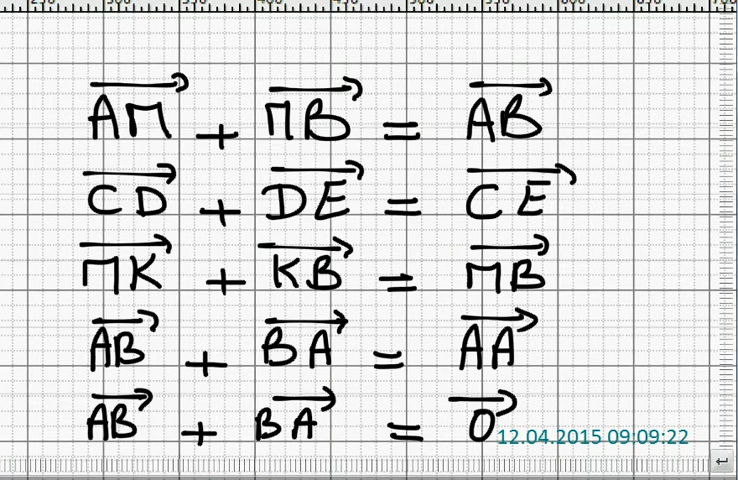 AM + MB = AB
CD + DE = CE
MK + KB = MB
AB + BA = AA
AB + BA = 0
12.04.2015 09:09:22